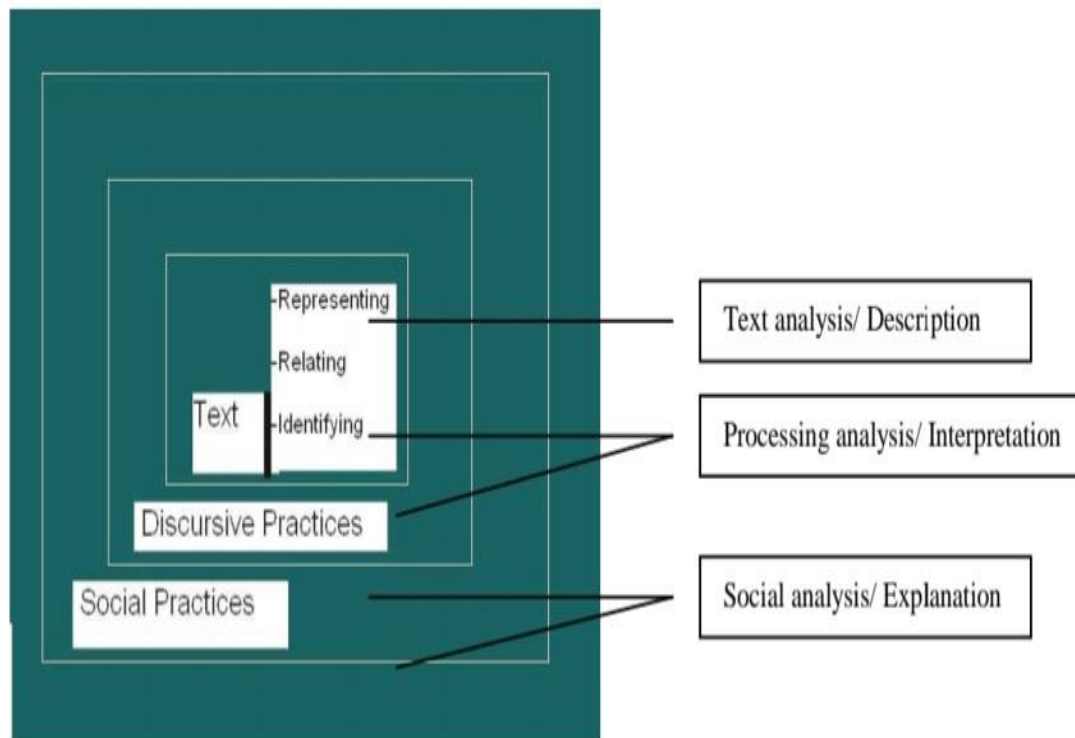 -Representing
-Relating
Text
-Identifying
Discursive Practices
Social Practices
Text analysis/ Description
Processing analysis/ Interpretation
Social analysis/ Explanation